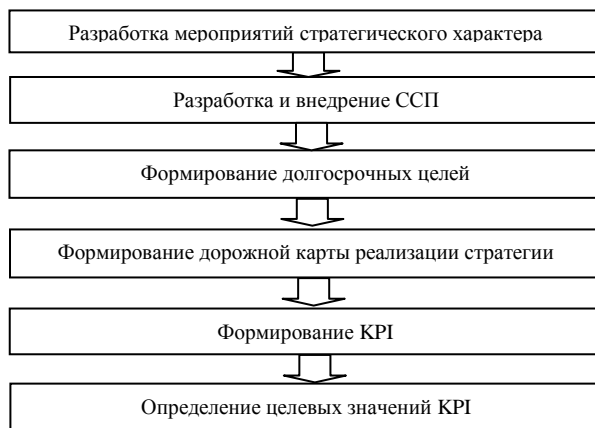 Разработка мероприятий стратегического характера
Разработка и внедрение ССП
Формирование долгосрочных целей
Формирование дорожной карты реализации стратегии
Формирование KPI
Определение целевых значений KPI